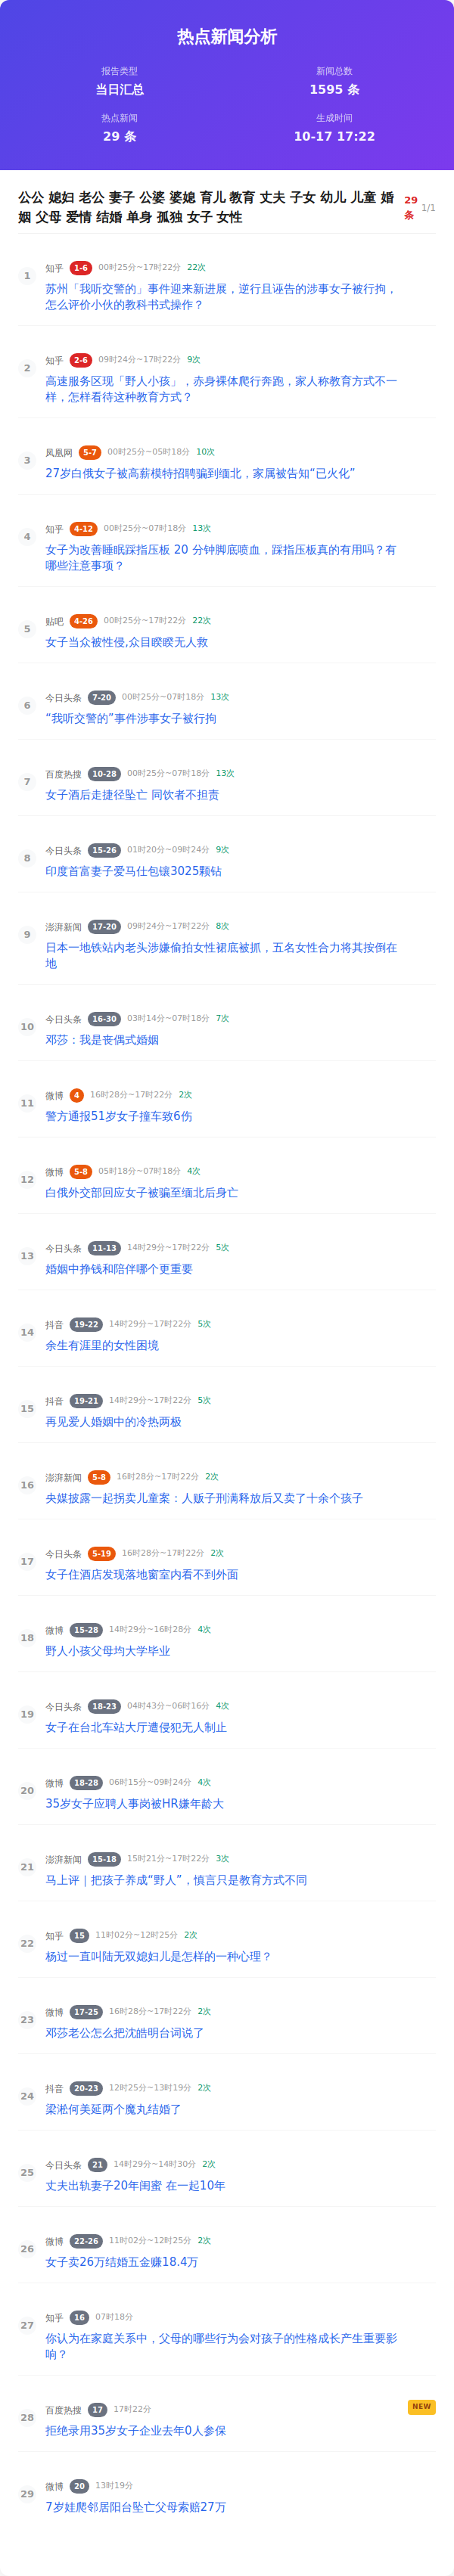 热点新闻分析
报告类型
新闻总数
当日汇总
1595 条
热点新闻
生成时间
29 条
10-17 17:22
公公 媳妇 老公 妻子 公婆 婆媳 育儿 教育 丈夫 子女 幼儿 儿童 婚
姻 父母 爱情 结婚 单身 孤独 女子 女性
29
条
1/1
1
知乎 1-6 00时25分~17时22分 22次
苏州「我听交警的」事件迎来新进展，逆行且诬告的涉事女子被行拘，
怎么评价小伙的教科书式操作？
2
知乎 2-6 09时24分~17时22分 9次
高速服务区现「野人小孩」，赤身裸体爬行奔跑，家人称教育方式不一
样，怎样看待这种教育方式？
3
凤凰网 5-7 00时25分~05时18分 10次
27岁白俄女子被高薪模特招聘骗到缅北，家属被告知“已火化”
4
知乎 4-12 00时25分~07时18分 13次
女子为改善睡眠踩指压板 20 分钟脚底喷血，踩指压板真的有用吗？有
哪些注意事项？
5
贴吧 4-26 00时25分~17时22分 22次
女子当众被性侵,众目睽睽无人救
6
今日头条 7-20 00时25分~07时18分 13次
“我听交警的”事件涉事女子被行拘
7
百度热搜 10-28 00时25分~07时18分 13次
女子酒后走捷径坠亡 同饮者不担责
8
今日头条 15-26 01时20分~09时24分 9次
印度首富妻子爱马仕包镶3025颗钻
9
澎湃新闻 17-20 09时24分~17时22分 8次
日本一地铁站内老头涉嫌偷拍女性裙底被抓，五名女性合力将其按倒在
地
10
今日头条 16-30 03时14分~07时18分 7次
邓莎：我是丧偶式婚姻
11
微博 4 16时28分~17时22分 2次
警方通报51岁女子撞车致6伤
12
微博 5-8 05时18分~07时18分 4次
白俄外交部回应女子被骗至缅北后身亡
13
今日头条 11-13 14时29分~17时22分 5次
婚姻中挣钱和陪伴哪个更重要
14
抖音 19-22 14时29分~17时22分 5次
余生有涯里的女性困境
15
抖音 19-21 14时29分~17时22分 5次
再见爱人婚姻中的冷热两极
16
澎湃新闻 5-8 16时28分~17时22分 2次
央媒披露一起拐卖儿童案：人贩子刑满释放后又卖了十余个孩子
17
今日头条 5-19 16时28分~17时22分 2次
女子住酒店发现落地窗室内看不到外面
18
微博 15-28 14时29分~16时28分 4次
野人小孩父母均大学毕业
19
今日头条 18-23 04时43分~06时16分 4次
女子在台北车站大厅遭侵犯无人制止
20
微博 18-28 06时15分~09时24分 4次
35岁女子应聘人事岗被HR嫌年龄大
21
澎湃新闻 15-18 15时21分~17时22分 3次
马上评｜把孩子养成“野人”，慎言只是教育方式不同
22
知乎 15 11时02分~12时25分 2次
杨过一直叫陆无双媳妇儿是怎样的一种心理？
23
微博 17-25 16时28分~17时22分 2次
邓莎老公怎么把沈皓明台词说了
24
抖音 20-23 12时25分~13时19分 2次
梁淞何美延两个魔丸结婚了
25
今日头条 21 14时29分~14时30分 2次
丈夫出轨妻子20年闺蜜 在一起10年
26
微博 22-26 11时02分~12时25分 2次
女子卖26万结婚五金赚18.4万
27
知乎 16 07时18分
你认为在家庭关系中，父母的哪些行为会对孩子的性格成长产生重要影
响？
28
百度热搜 17 17时22分
NEW
拒绝录用35岁女子企业去年0人参保
29
微博 20 13时19分
7岁娃爬邻居阳台坠亡父母索赔27万